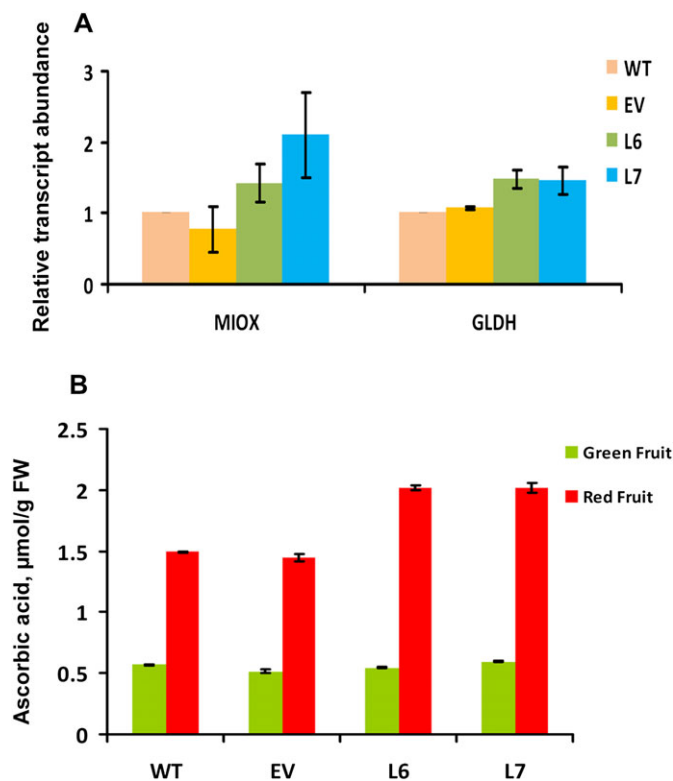 A
Relative transcript abundance
3
2
1
0
WT
EV
L6
L7
MIOX
GLDH
B
Ascorbic acid, µmol/g FW
2.5
2
1.5
1
0.5
0
Green Fruit
Red Fruit
WT
EV
L6
L7